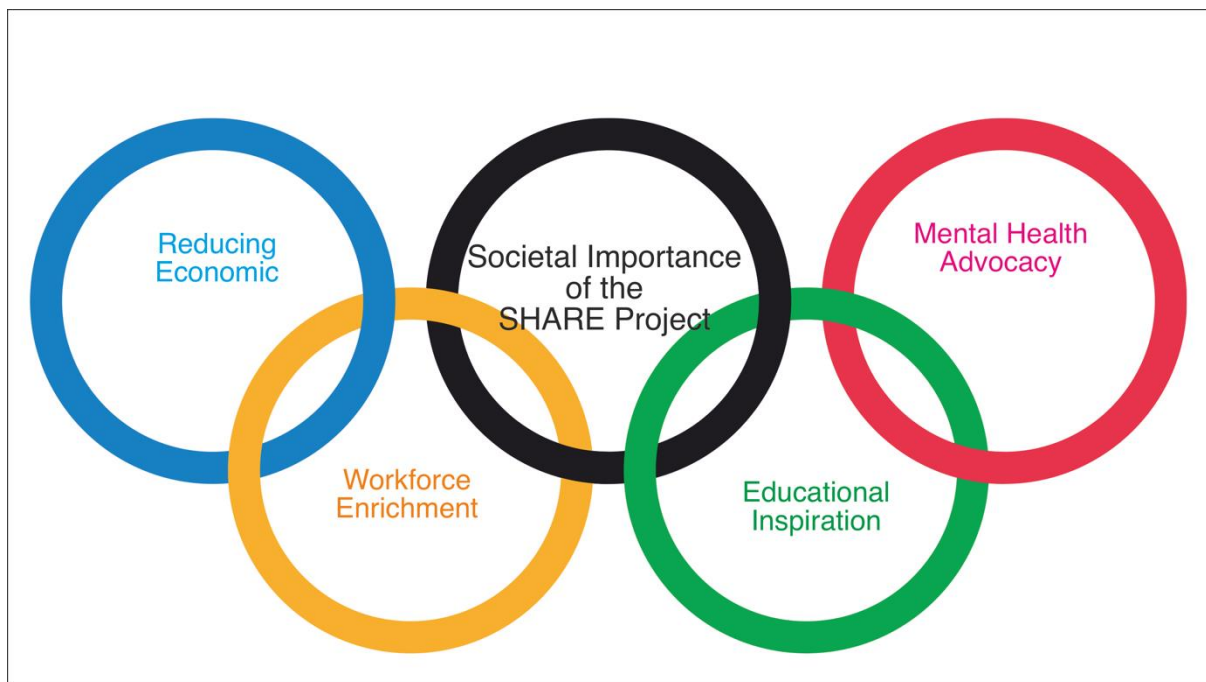 Reducing
Economic
Societal Importance
of the
SHARE Project
Mental Health
Advocacy
Workforce
Enrichment
Educational
Inspiration